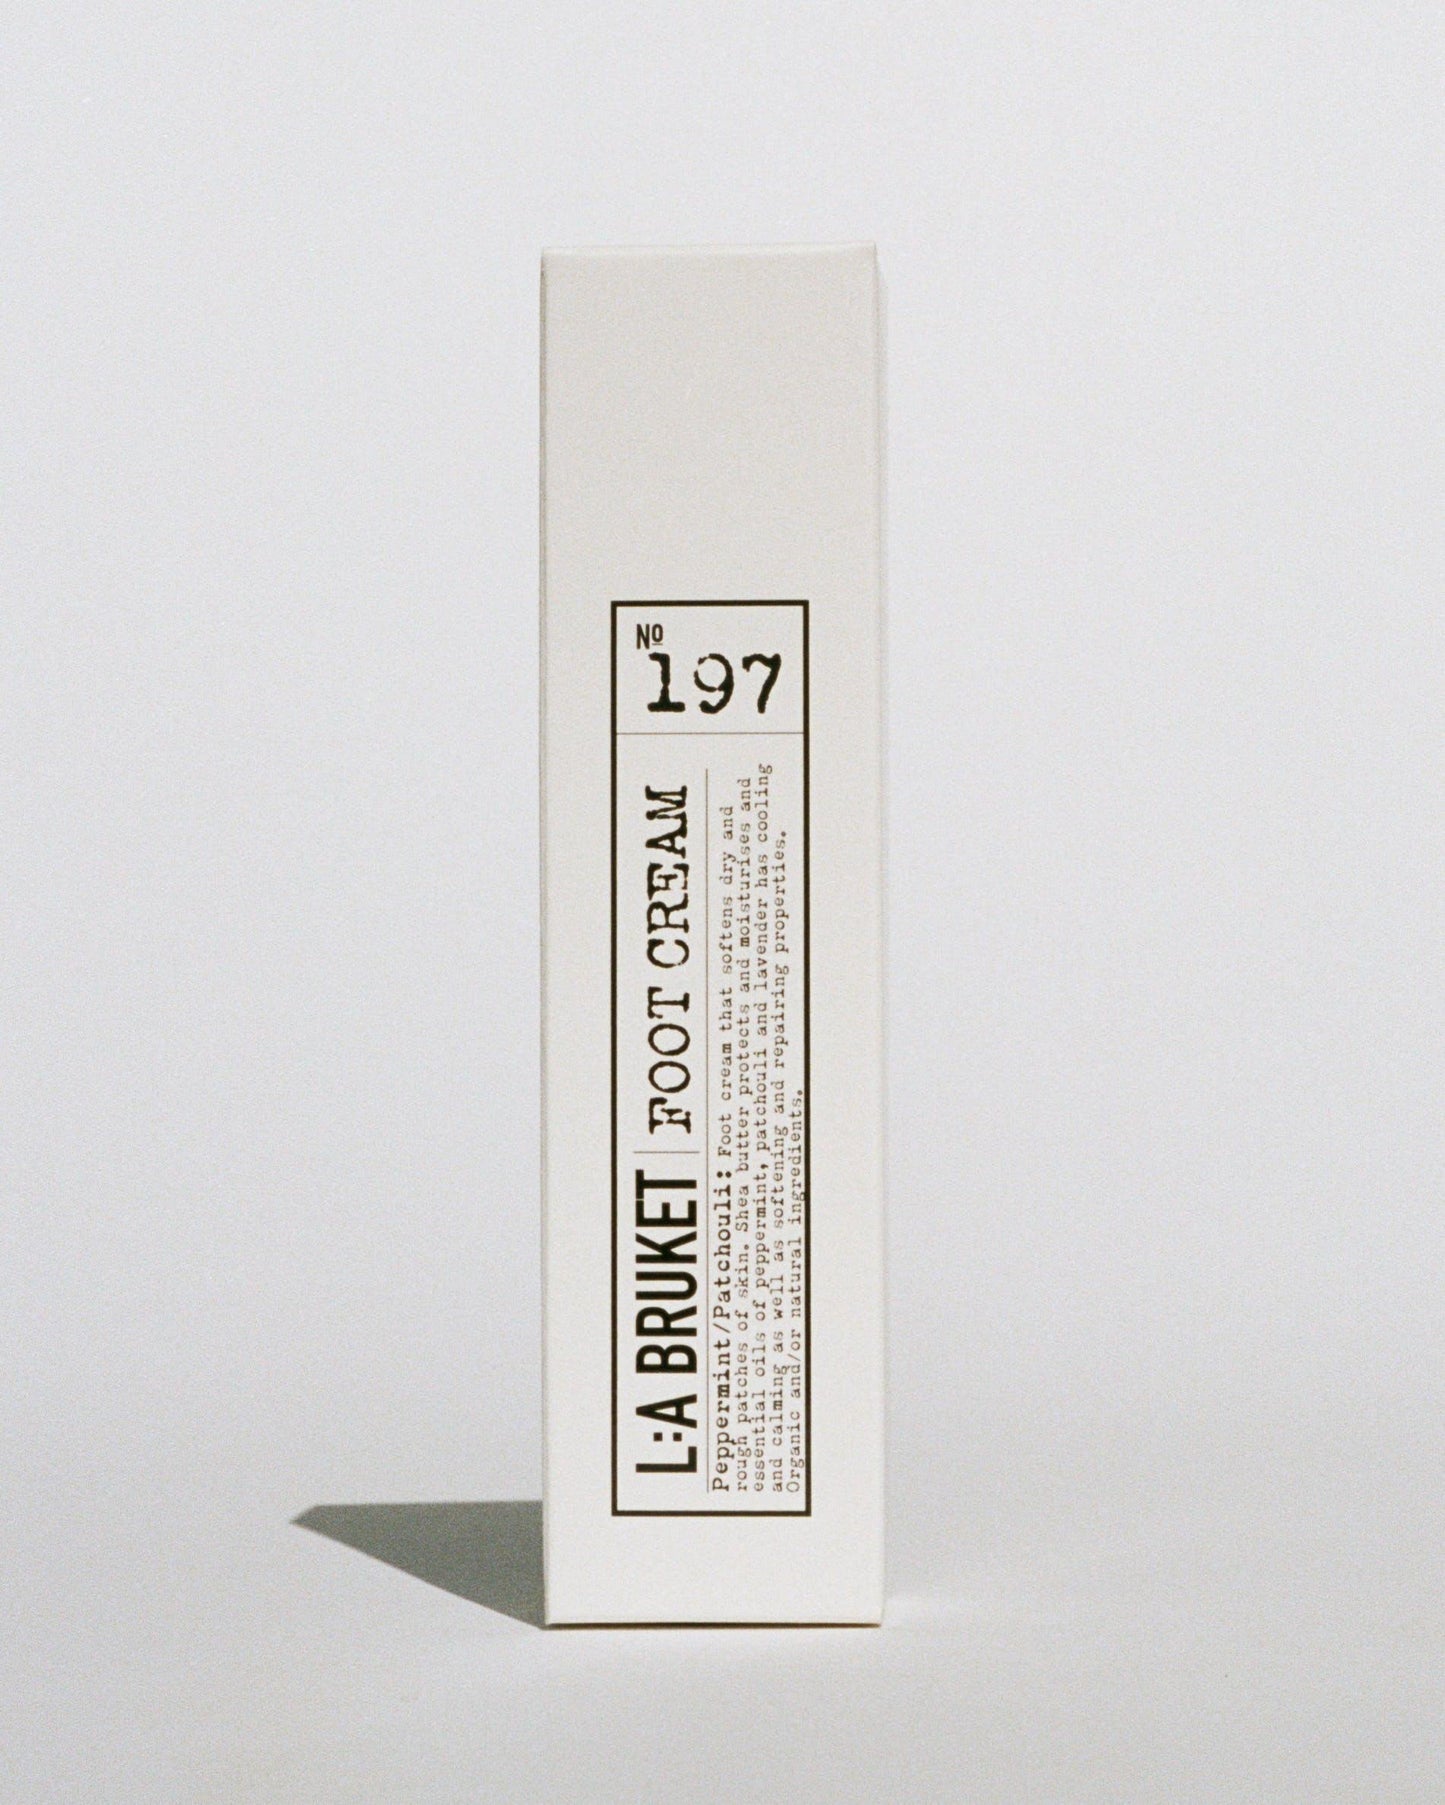 Nº
197
L:A BRUKET
FOOT CREAM
Peppermint/Patchouli: Foot cream that softens dry and
rough patches of skin. Shea butter protects and moisturises and
essential oils of peppermint, patchouli and lavender has cooling
and calming as well as softening and repairing properties.
Organic and/or natural ingredients.